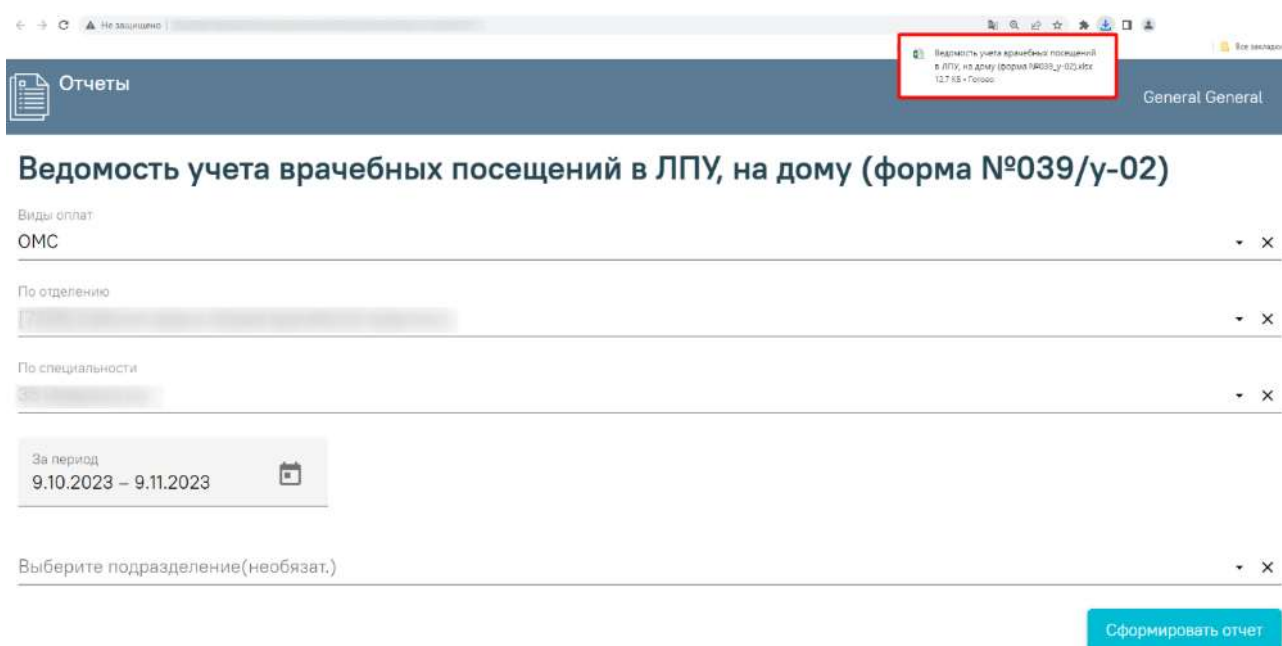 Не защищено
Все закладки
Ведомость учета врачебных посещений
в ЛПУ, на дому (форма №039_у-02).xlsx
12.7 КБ • Готово
Отчеты
General General
Ведомость учета врачебных посещений в ЛПУ, на дому (форма №039/у-02)
Виды оплат
ОМС
По отделению
По специальности
За период
9.10.2023 – 9.11.2023
Выберите подразделение(необязат.)
Сформировать отчет